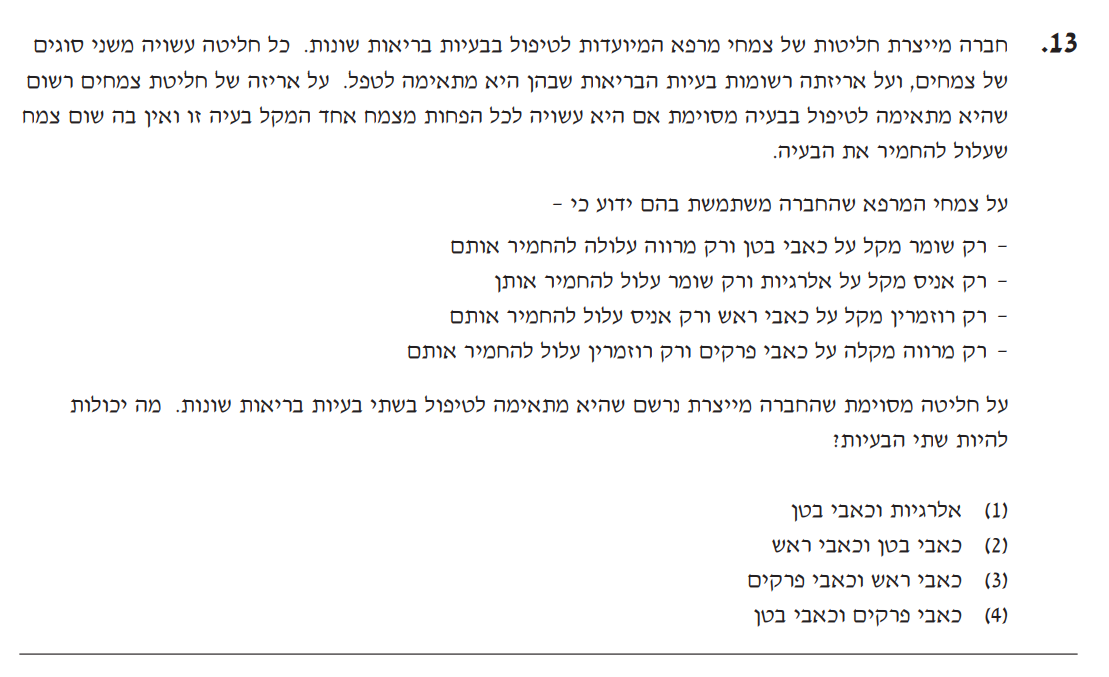 13. חברה מייצרת חליטות של צמחי מרפא המיועדות לטיפול בבעיות בריאות שונות. כל חליטה עשויה משני סוגים
של צמחים, ועל אריזתה רשומות בעיות הבריאות שבהן היא מתאימה לטפל. על אריזה של חליטת צמחים רשום
שהיא מתאימה לטיפול בבעיה מסוימת אם היא עשויה לכל הפחות מצמח אחד המקל בעיה זו ואין בה שום צמח
שעלול להחמיר את הבעיה.
על צמחי המרפא שהחברה משתמשת בהם ידוע כי –
– רק שומר מקל על כאבי בטן ורק מרווה עלולה להחמיר אותם
– רק אניס מקל על אלרגיות ורק שומר עלול להחמיר אותן
– רק רוזמרין מקל על כאבי ראש ורק אניס עלול להחמיר אותם
– רק מרווה מקלה על כאבי פרקים ורק רוזמרין עלול להחמיר אותם
על חליטה מסוימת שהחברה מייצרת נרשם שהיא מתאימה לטיפול בשתי בעיות בריאות שונות. מה יכולות
להיות שתי הבעיות?
(1) אלרגיות וכאבי בטן
(2) כאבי בטן וכאבי ראש
(3) כאבי ראש וכאבי פרקים
(4) כאבי פרקים וכאבי בטן